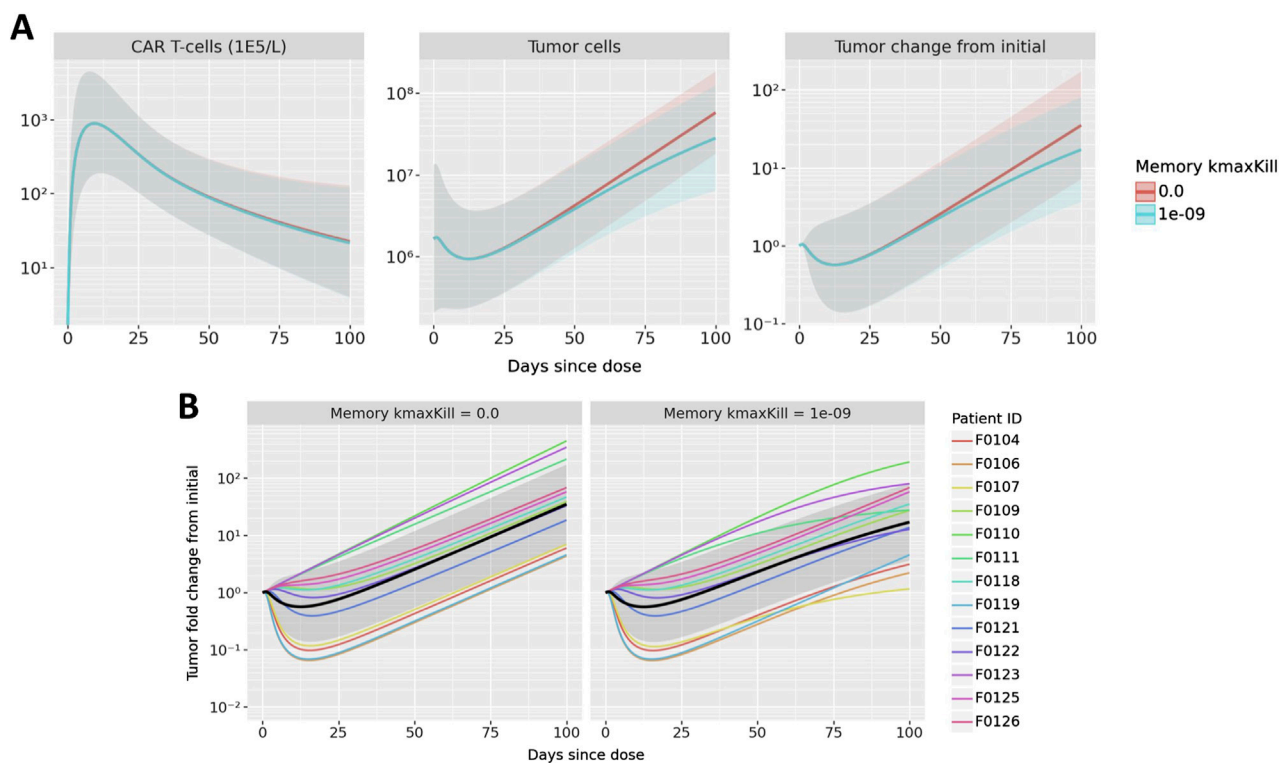 A
CAR T-cells (1E5/L)
Tumor cells
Tumor change from initial
10³
10²
10¹
10⁸
10⁷
10⁶
10²
10¹
10⁰
10⁻¹
0 25 50 75 100
0 25 50 75 100
0 25 50 75 100
Days since dose
Memory kmaxKill
0.0
1e-09
B
Memory kmaxKill = 0.0
Memory kmaxKill = 1e-09
Tumor fold change from initial
10²
10¹
10⁰
10⁻¹
10⁻²
0 25 50 75 100
0 25 50 75 100
Days since dose
Patient ID
F0104
F0106
F0107
F0109
F0110
F0111
F0118
F0119
F0121
F0122
F0123
F0125
F0126